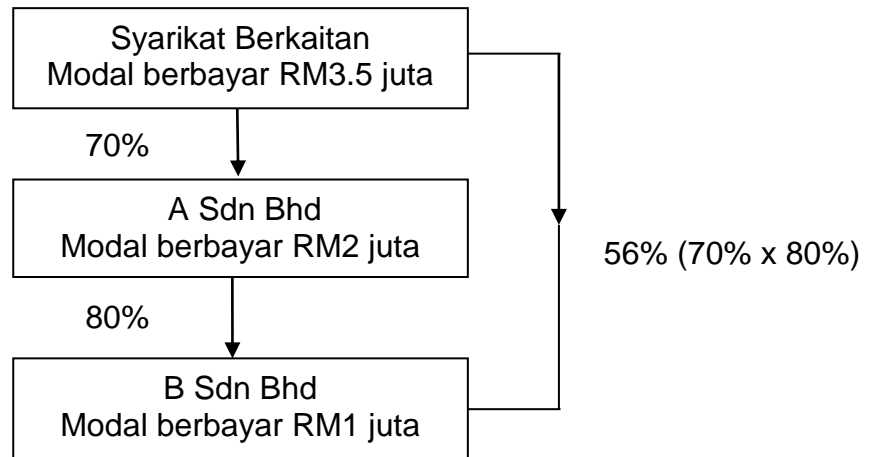 Syarikat Berkaitan
Modal berbayar RM3.5 juta
70%
A Sdn Bhd
Modal berbayar RM2 juta
56% (70% x 80%)
80%
B Sdn Bhd
Modal berbayar RM1 juta